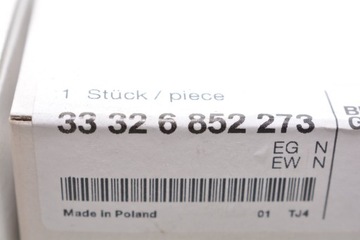 1 Stück / piece
33 32 6 852 273
EG N
EW N
Made in Poland 01 TJ4